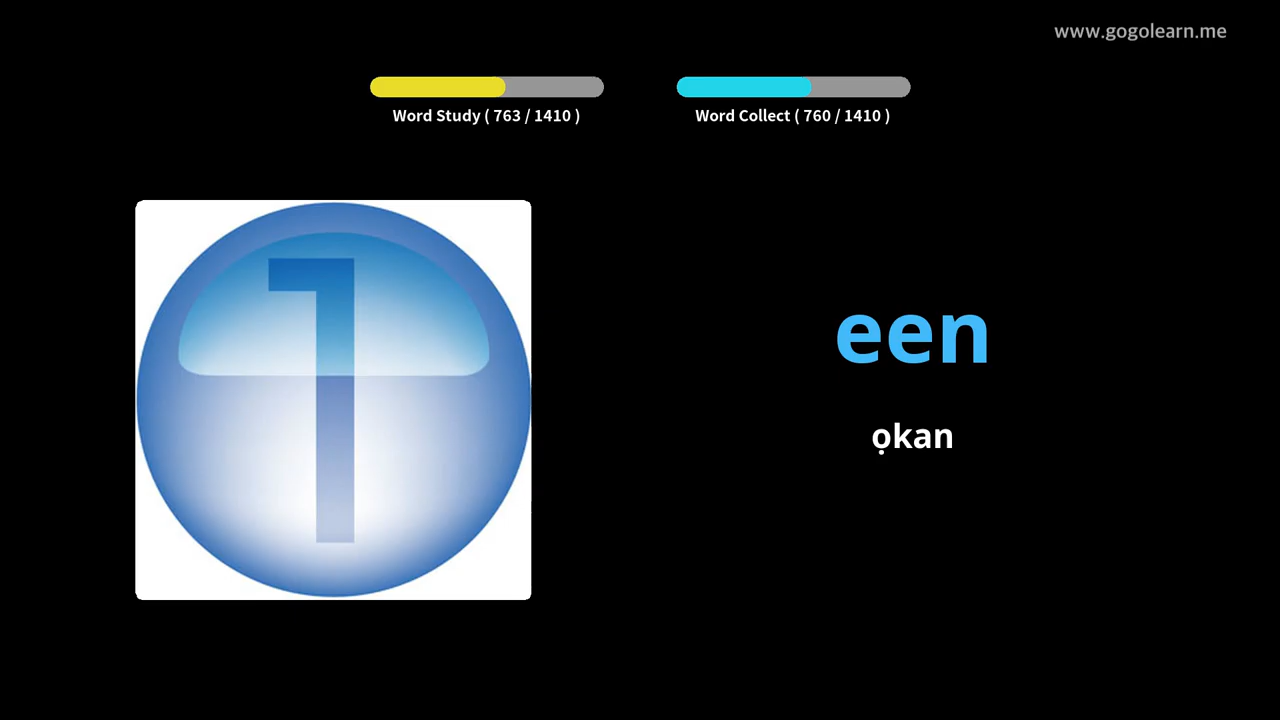 www.gogolearn.me
Word Study ( 763 / 1410 )
Word Collect ( 760 / 1410 )
1
een
ọkan